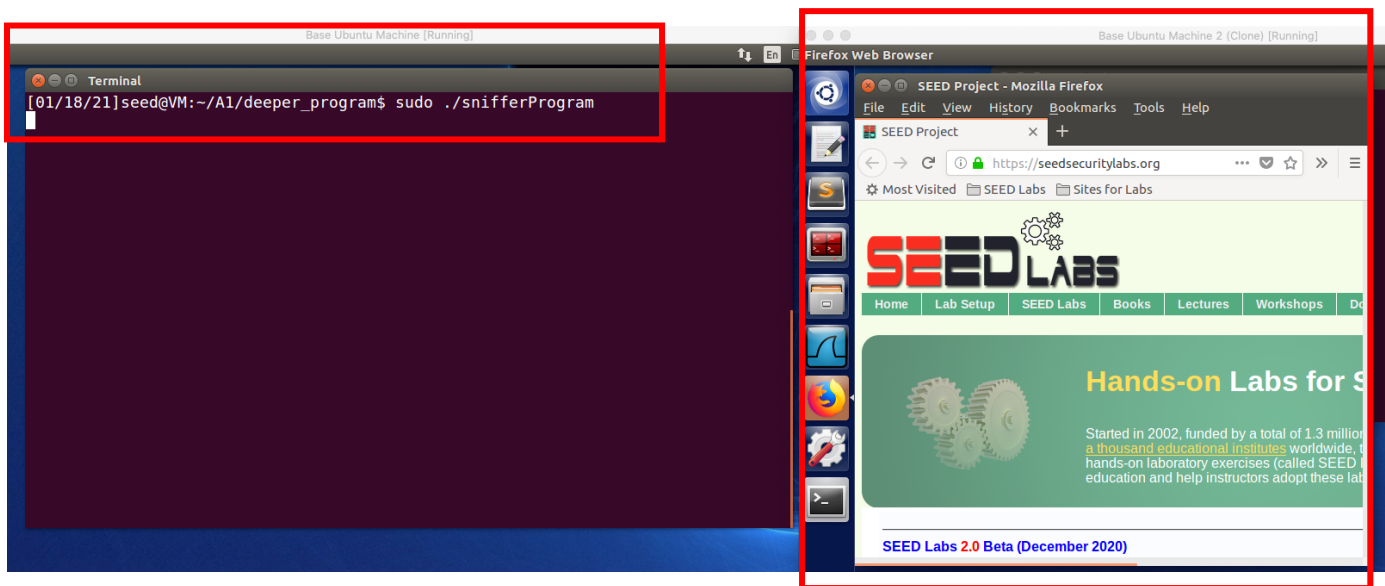 Base Ubuntu Machine [Running]
En
Terminal
[01/18/21]seed@VM:~/A1/deeper_program$ sudo ./snifferProgram
Base Ubuntu Machine 2 (Clone) [Running]
Firefox Web Browser
SEED Project - Mozilla Firefox
File Edit View History Bookmarks Tools Help
SEED Project
https://seedsecuritylabs.org
Most Visited SEED Labs Sites for Labs
SEED LABS
Home Lab Setup SEED Labs Books Lectures Workshops Do
Hands-on Labs for S
Started in 2002, funded by a total of 1.3 million
a thousand educational institutes worldwide, t
hands-on laboratory exercises (called SEED l
education and help instructors adopt these lab
SEED Labs 2.0 Beta (December 2020)